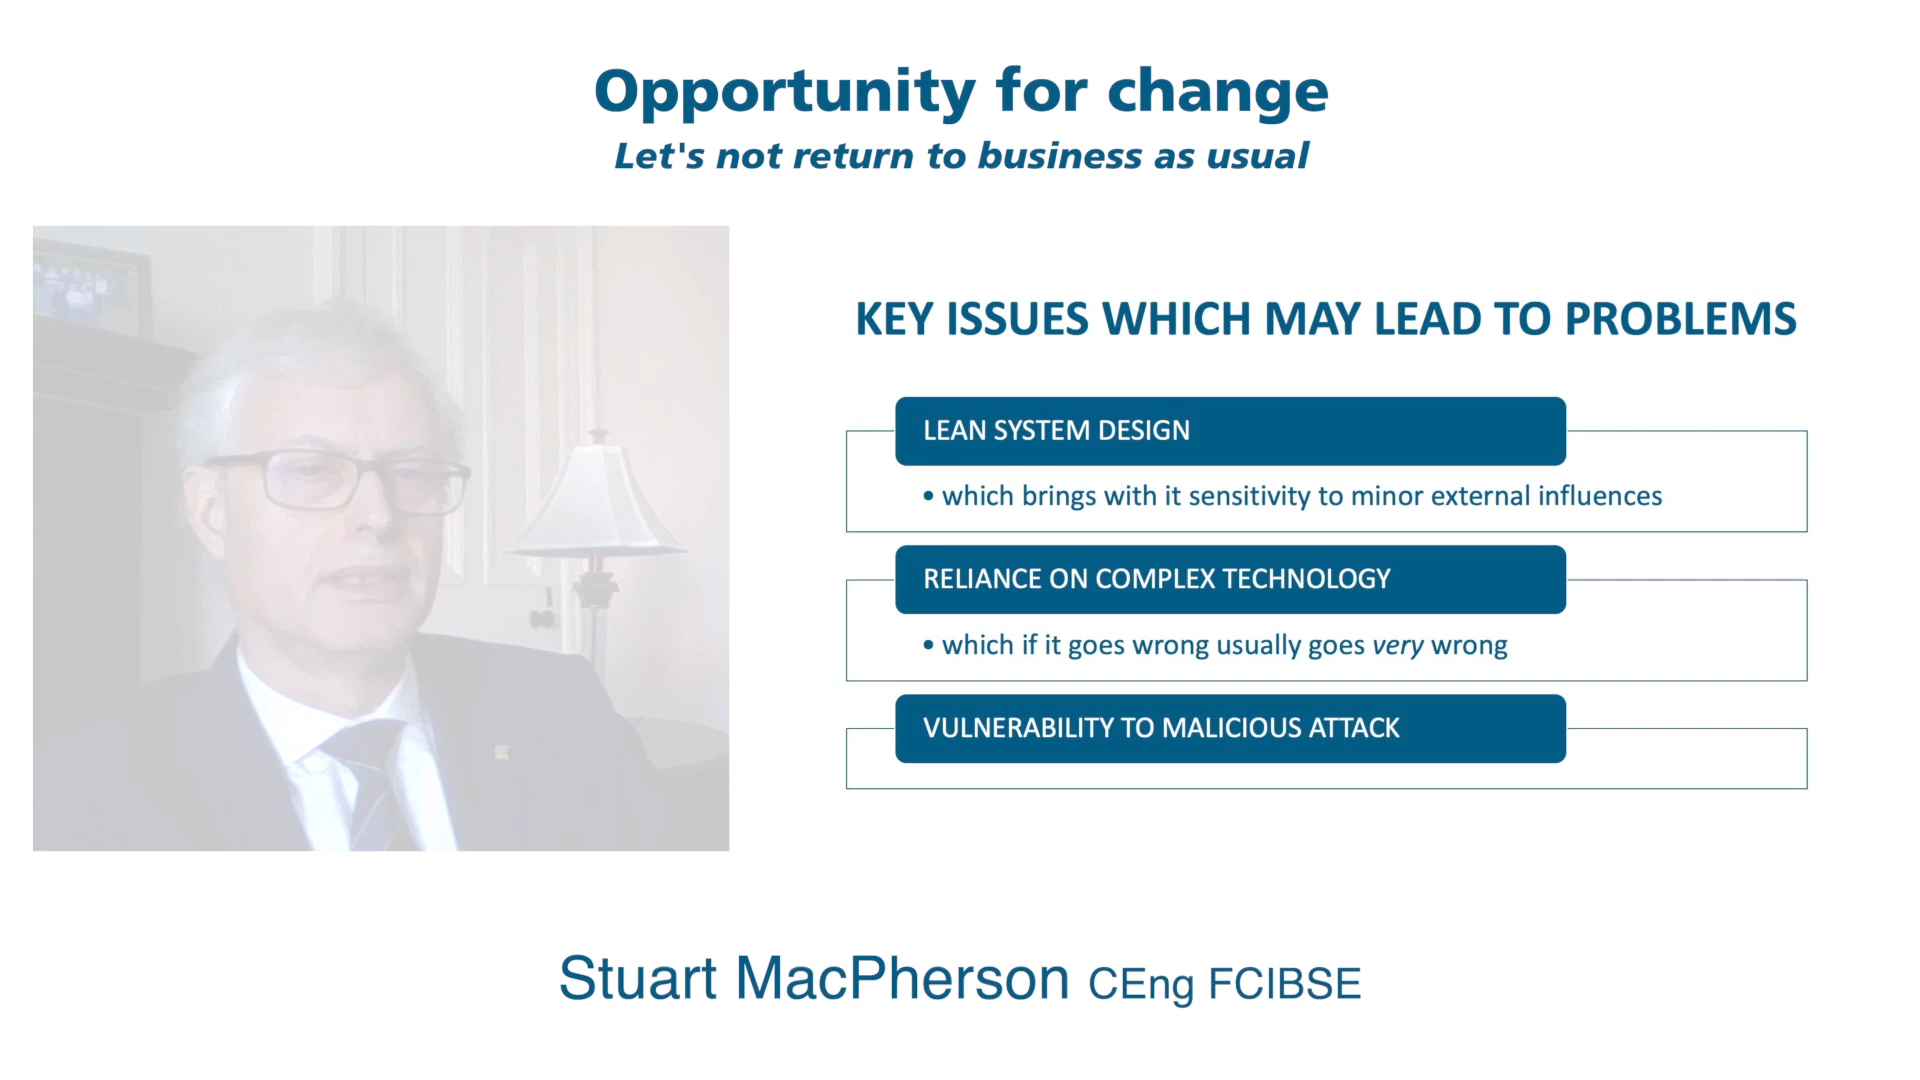 Opportunity for change
Let's not return to business as usual
KEY ISSUES WHICH MAY LEAD TO PROBLEMS
LEAN SYSTEM DESIGN
• which brings with it sensitivity to minor external influences
RELIANCE ON COMPLEX TECHNOLOGY
• which if it goes wrong usually goes very wrong
VULNERABILITY TO MALICIOUS ATTACK
Stuart MacPherson CEng FCIBSE